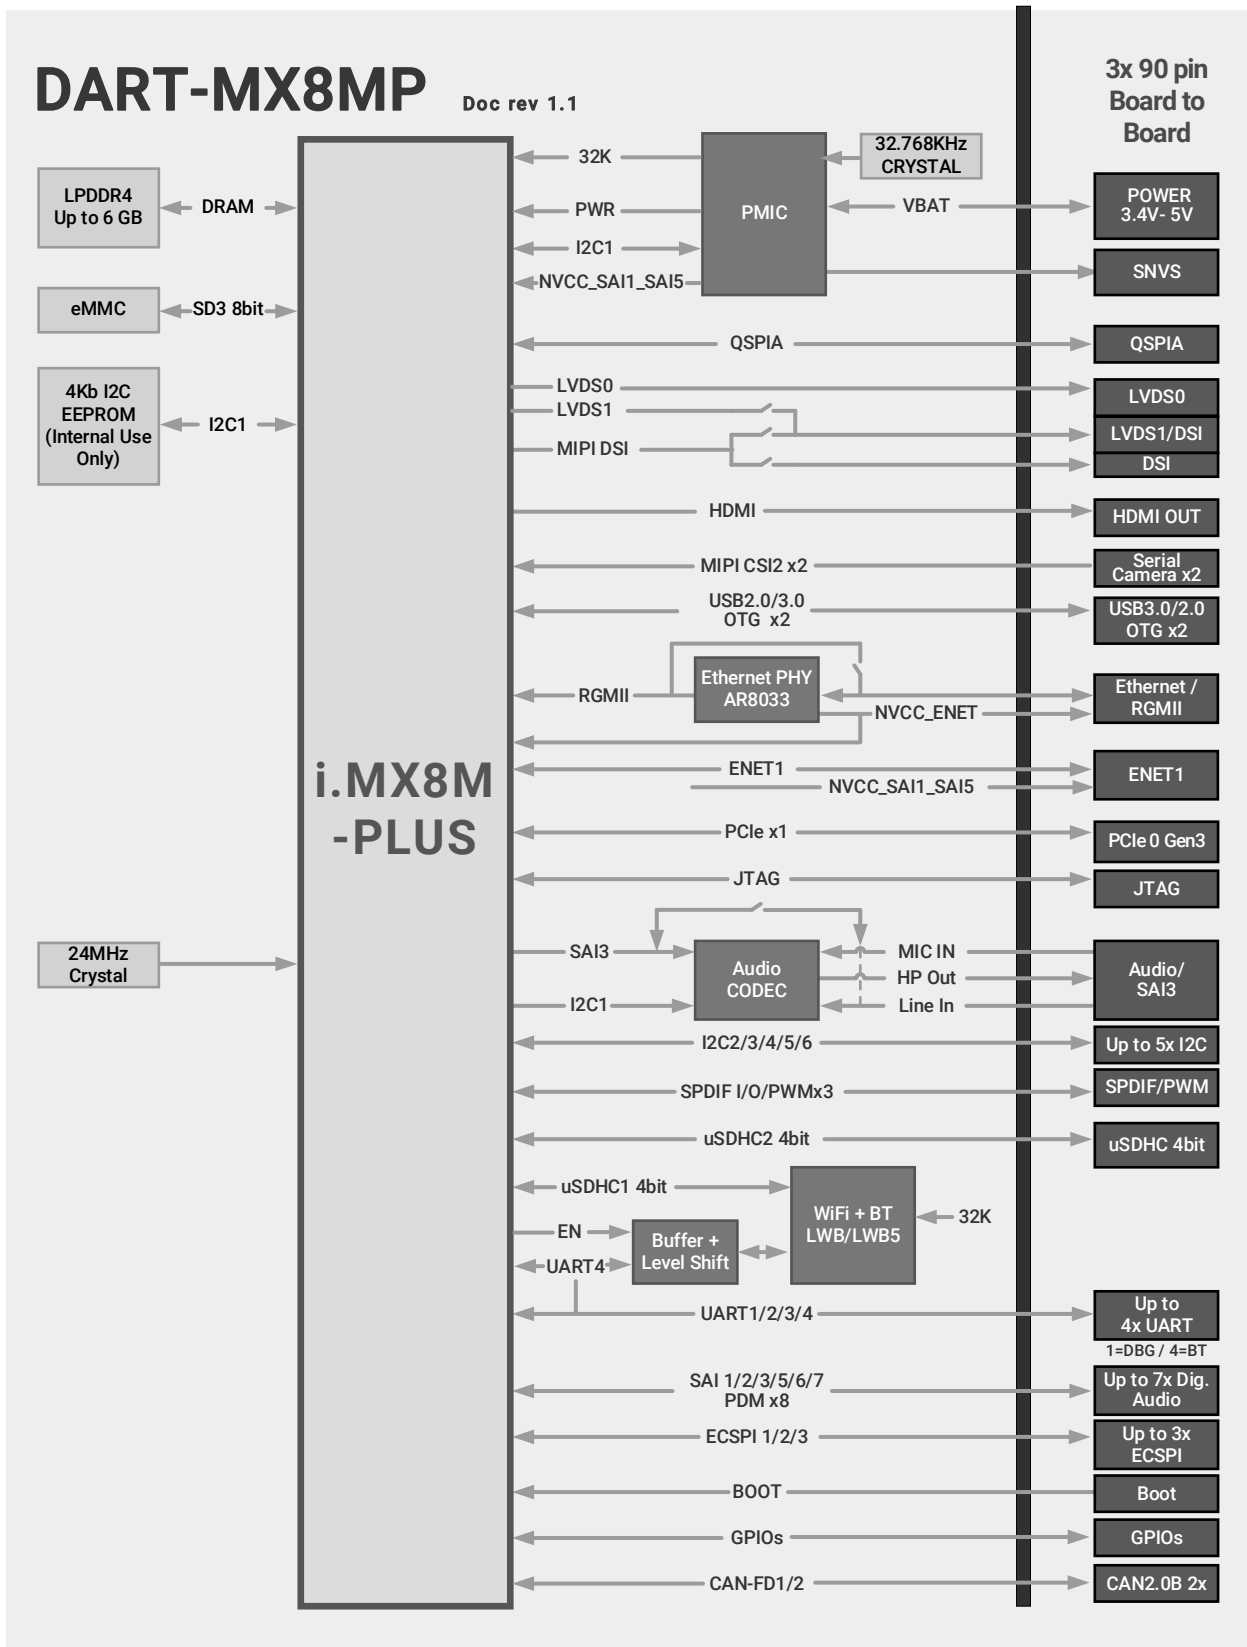 DART-MX8MP
Doc rev 1.1
3x 90 pin
Board to
Board
LPDDR4
Up to 6 GB
DRAM
eMMC
SD3 8bit
4Kb I2C
EEPROM
(Internal Use
Only)
I2C1
24MHz
Crystal
i.MX8M
-PLUS
32K
PMIC
32.768KHz
CRYSTAL
PWR
VBAT
POWER
3.4V- 5V
I2C1
NVCC_SAI1_SAI5
SNVS
QSPIA
QSPIA
LVDS0
LVDS0
LVDS1
LVDS1/DSI
MIPI DSI
DSI
HDMI
HDMI OUT
MIPI CSI2 x2
Serial
Camera x2
USB2.0/3.0
OTG x2
USB3.0/2.0
OTG x2
RGMII
Ethernet PHY
AR8033
NVCC_ENET
Ethernet /
RGMII
ENET1
NVCC_SAI1_SAI5
ENET1
PCIe x1
PCIe 0 Gen3
JTAG
JTAG
SAI3
I2C1
Audio
CODEC
MIC IN
HP Out
Line In
Audio/
SAI3
I2C2/3/4/5/6
Up to 5x I2C
SPDIF I/O/PWMx3
SPDIF/PWM
uSDHC2 4bit
uSDHC 4bit
uSDHC1 4bit
WiFi + BT
LWB/LWB5
32K
EN
UART4
Buffer +
Level Shift
UART1/2/3/4
Up to
4x UART
1=DBG / 4=BT
SAI 1/2/3/5/6/7
PDM x8
Up to 7x Dig.
Audio
ECSPI 1/2/3
Up to 3x
ECSPI
BOOT
Boot
GPIOs
GPIOs
CAN-FD1/2
CAN2.0B 2x